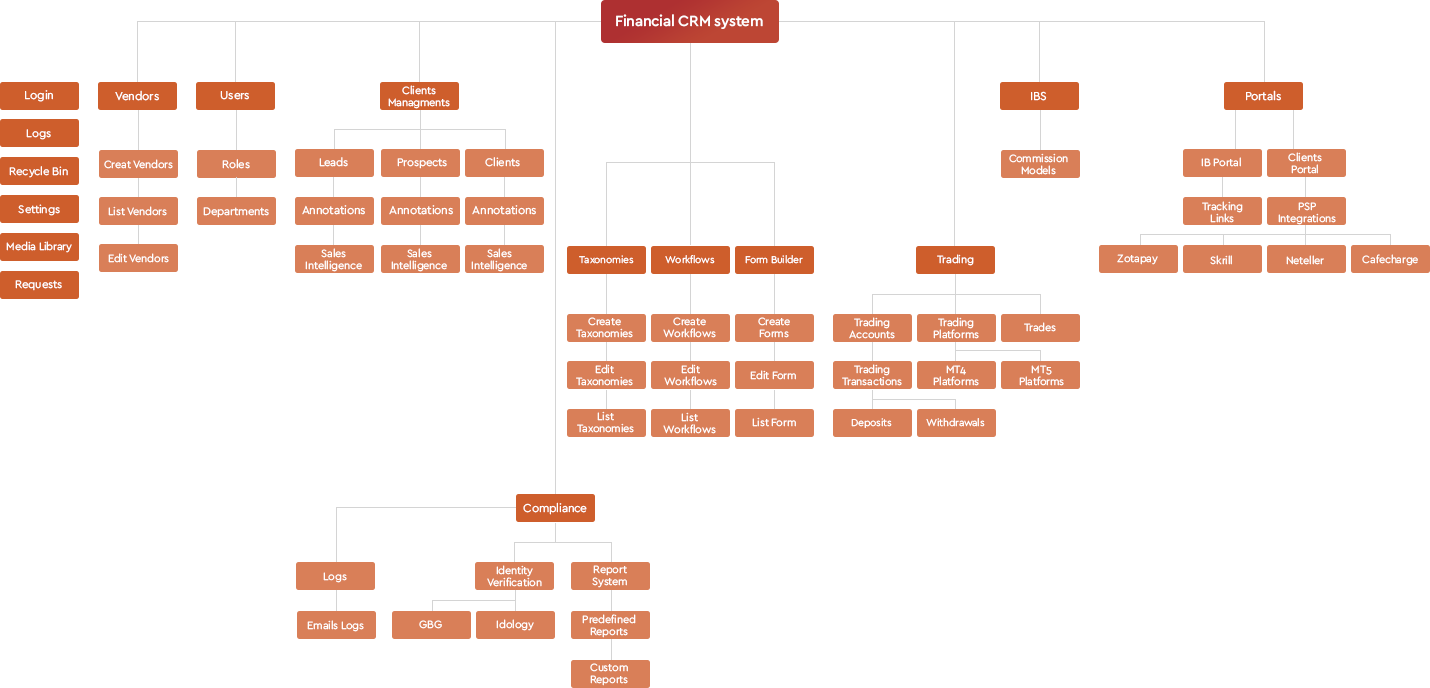 Financial CRM system
Login
Logs
Recycle Bin
Settings
Media Library
Requests
Vendors
Creat Vendors
List Vendors
Edit Vendors
Users
Roles
Departments
Clients
Managments
Leads
Annotations
Sales
Intelligence
Prospects
Annotations
Sales
Intelligence
Clients
Annotations
Sales
Intelligence
Taxonomies
Create
Taxonomies
Edit
Taxonomies
List
Taxonomies
Workflows
Create
Workflows
Edit
Workflows
List
Workflows
Form Builder
Create
Forms
Edit Form
List Form
Trading
Trading
Accounts
Trading
Transactions
Deposits
Withdrawals
Trading
Platforms
MT4
Platforms
MT5
Platforms
Trades
IBS
Commission
Models
Portals
IB Portal
Tracking
Links
Clients
Portal
PSP
Integrations
Zotapay
Skrill
Neteller
Cafecharge
Compliance
Logs
Emails Logs
Identity
Verification
GBG
Idology
Report
System
Predefined
Reports
Custom
Reports